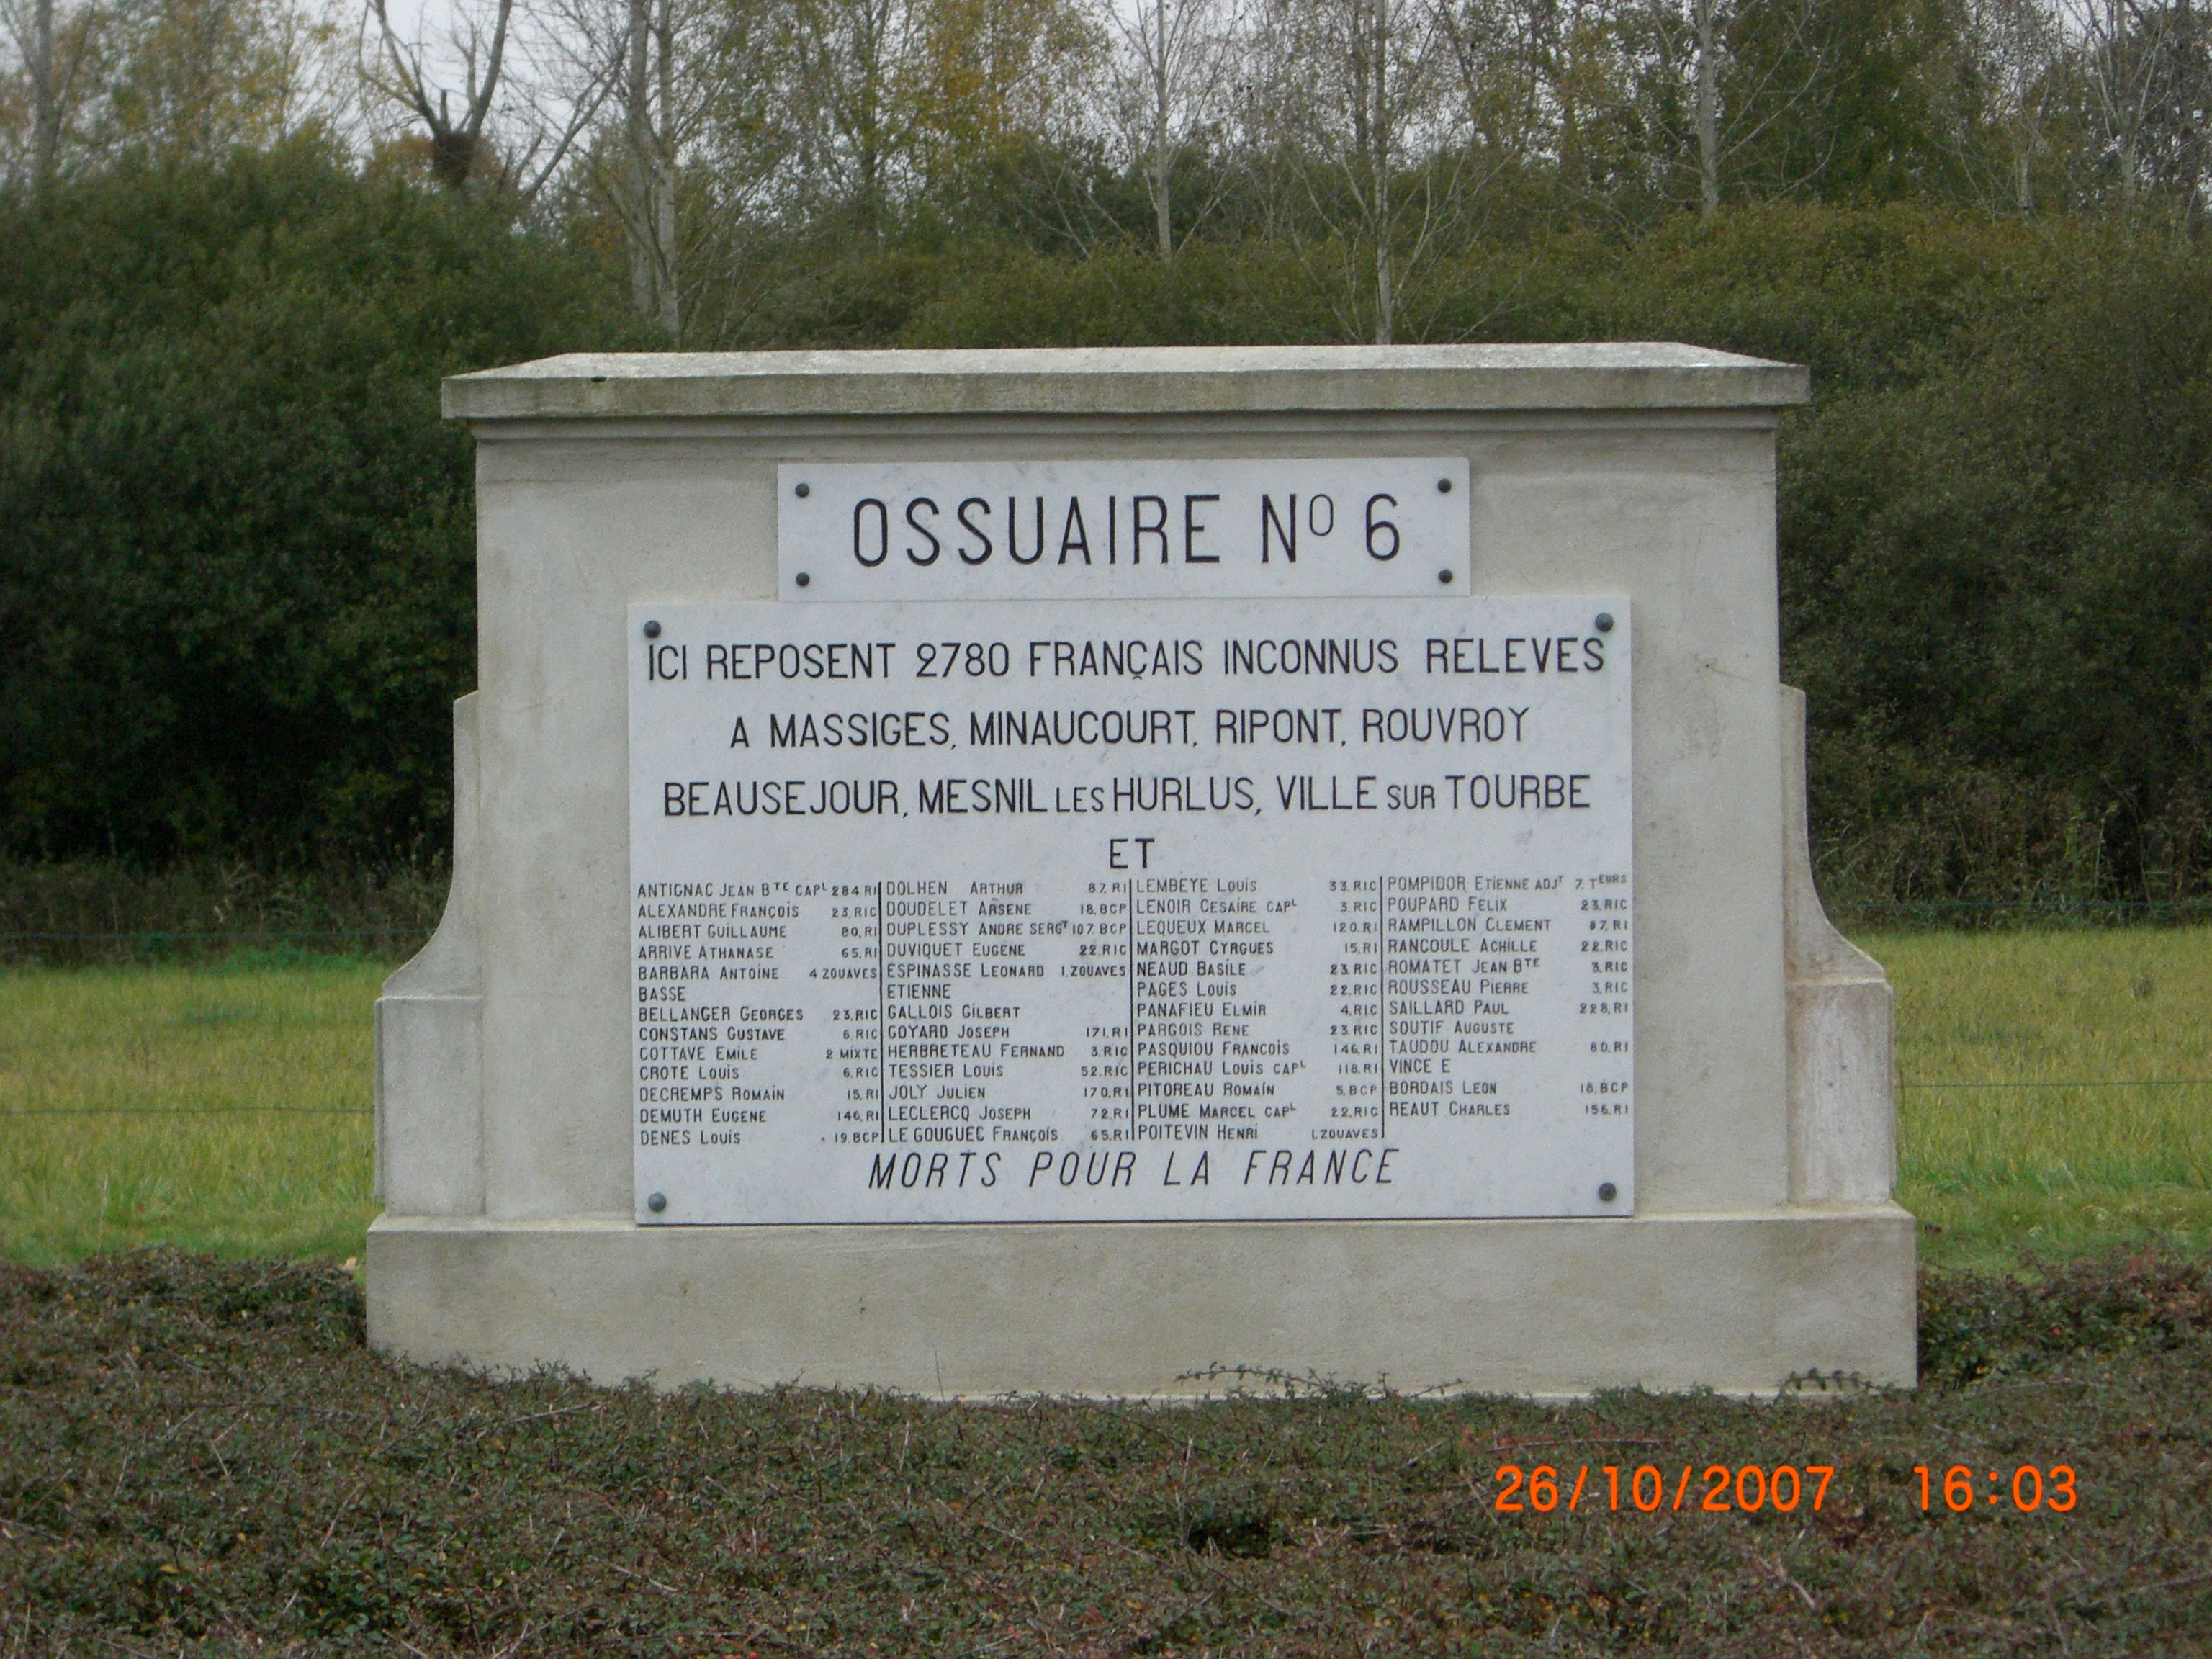 OSSUAIRE Nº 6
ICI REPOSENT 2780 FRANÇAIS INCONNUS RELEVES
A MASSIGES, MINAUCOURT, RIPONT, ROUVROY
BEAUSEJOUR, MESNIL LES HURLUS, VILLE SUR TOURBE
ET
ANTIGNAC JEAN BTE CAPL 284.RI
ALEXANDRE FRANÇOIS 23.RIC
ALIBERT GUILLAUME 80.RI
ARRIVE ATHANASE 65.RI
BARBARA ANTOINE 4 ZOUAVES
BASSE
BELLANGER GEORGES 23.RIC
CONSTANS GUSTAVE 6.RIC
COTTAVE EMILE 2 MIXTE
CROTE LOUIS 6.RIC
DECREMPS ROMAIN 15.RI
DEMUTH EUGENE 146.RI
DENES LOUIS 19.BCP
DOLHEN ARTHUR 87.RI
DOUDELET ARSENE 18.BCP
DUPLESSY ANDRE SERGT 107.BCP
DUVIQUET EUGENE 22.RIC
ESPINASSE LEONARD 1.ZOUAVES
ETIENNE
GALLOIS GILBERT
GOYARD JOSEPH 171.RI
HERBRETEAU FERNAND 3.RIC
TESSIER LOUIS 52.RIC
JOLY JULIEN 170.RI
LECLERCQ JOSEPH 72.RI
LE GOUGUEC FRANÇOIS 65.RI
LEMBEYE LOUIS 33.RIC
LENOIR CESAIRE CAPL 3.RIC
LEQUEUX MARCEL 120.RI
MARGOT CYRGUES 15.RI
NEAUD BASILE 23.RIC
PAGES LOUIS 22.RIC
PANAFIEU ELMIR 4.RIC
PARGOIS RENE 23.RIC
PASQUIOU FRANCOIS 146.RI
PERICHAU LOUIS CAPL 118.RI
PITOREAU ROMAIN 5.BCP
PLUME MARCEL CAPL 22.RIC
POITEVIN HENRI 1.ZOUAVES
POMPIDOR ETIENNE ADJT 7.TEURS
POUPARD FELIX 23.RIC
RAMPILLON CLEMENT 87.RI
RANCOULE ACHILLE 22.RIC
ROMATET JEAN BTE 3.RIC
ROUSSEAU PIERRE 3.RIC
SAILLARD PAUL 228.RI
SOUTIF AUGUSTE
TAUDOU ALEXANDRE 80.RI
VINCE E
BORDAIS LEON 18.BCP
REAUT CHARLES 156.RI
MORTS POUR LA FRANCE
26/10/2007 16:03